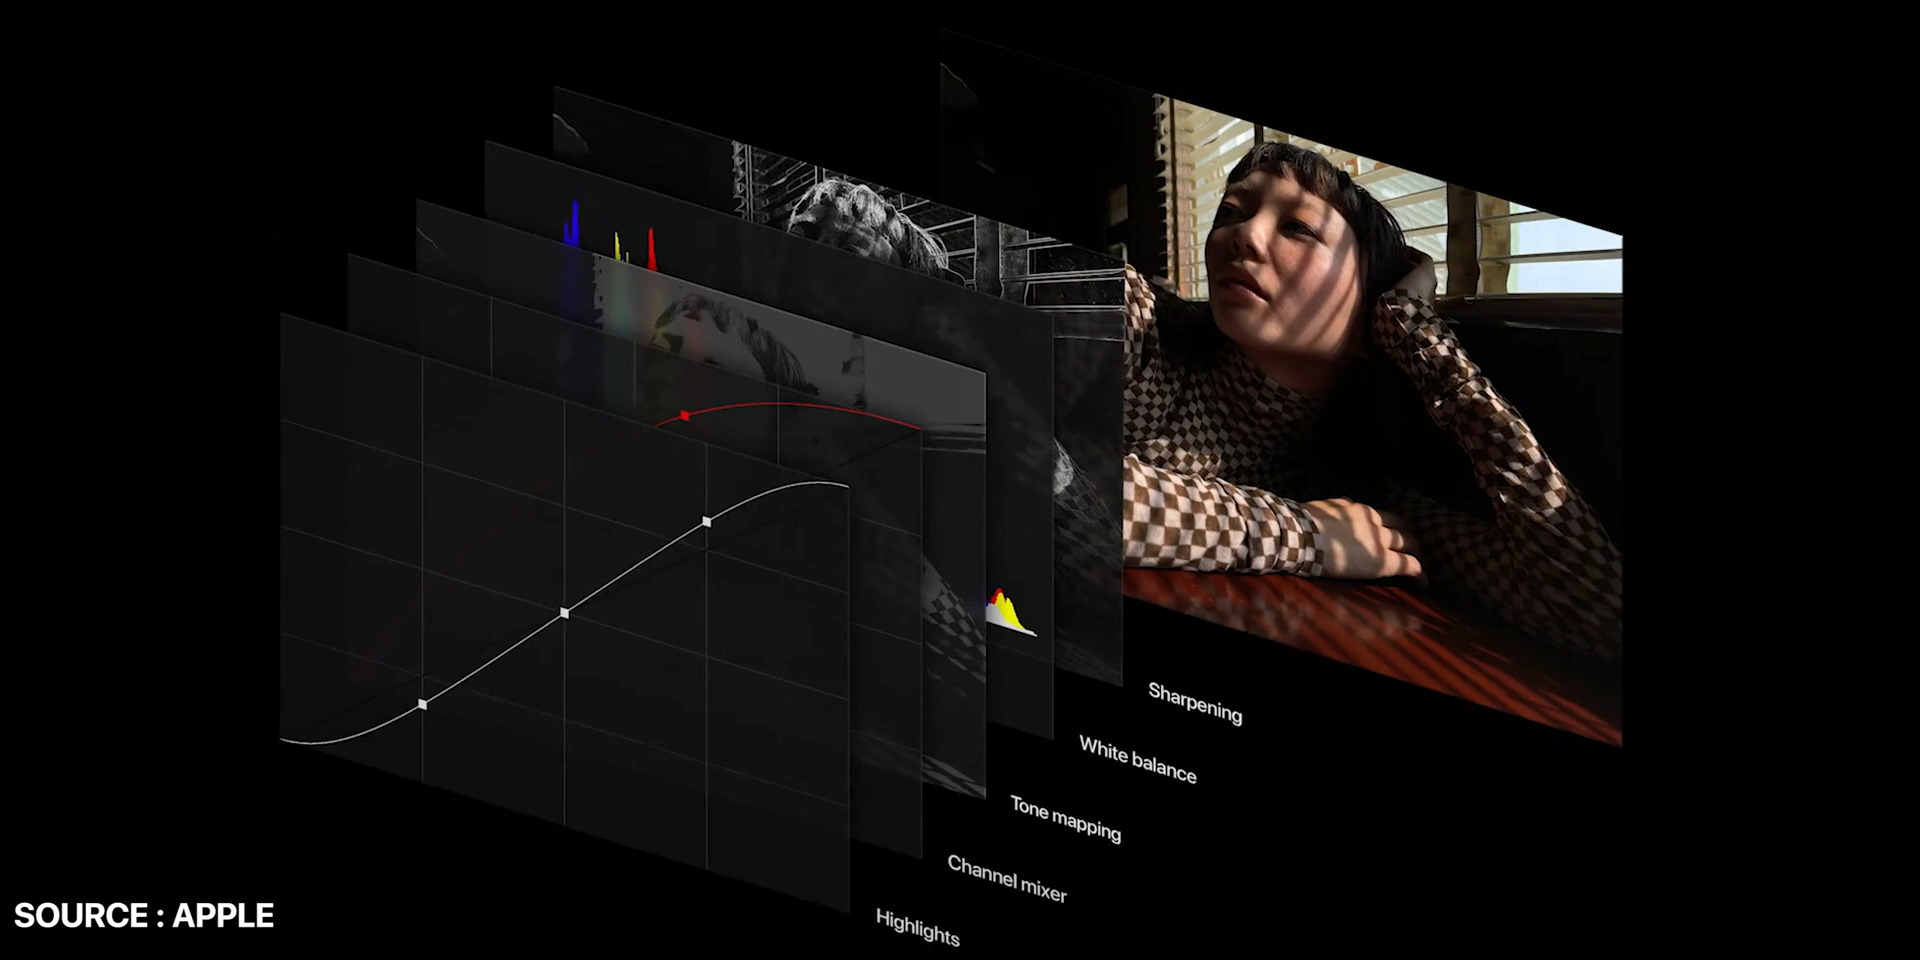 Sharpening
White balance
Tone mapping
Channel mixer
Highlights
SOURCE : APPLE